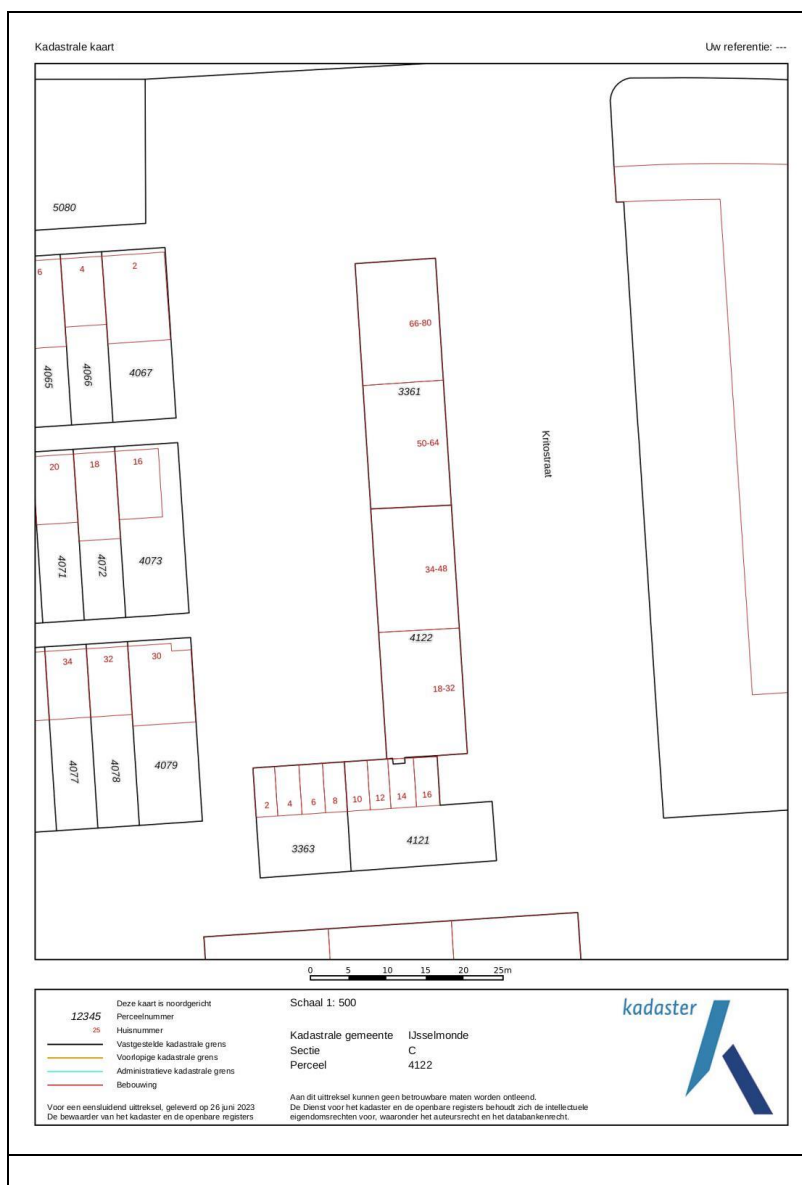 Kadastrale kaart
Uw referentie: ---
5080
6
4
2
4065
4066
4067
66-80
3361
50-64
Kritostraat
20
18
16
4071
4072
4073
34-48
4122
18-32
34
32
30
4077
4078
4079
2
4
6
8
10
12
14
16
3363
4121
0 5 10 15 20 25m
Deze kaart is noordgericht
12345 Perceelnummer
25 Huisnummer
Vastgestelde kadastrale grens
Voorlopige kadastrale grens
Administratieve kadastrale grens
Bebouwing
Voor een eensluidend uittreksel, geleverd op 26 juni 2023
De bewaarder van het kadaster en de openbare registers
Schaal 1: 500
Kadastrale gemeente IJsselmonde
Sectie C
Perceel 4122
Aan dit uittreksel kunnen geen betrouwbare maten worden ontleend.
De Dienst voor het kadaster en de openbare registers behoudt zich de intellectuele
eigendomsrechten voor, waaronder het auteursrecht en het databankenrecht.
kadaster